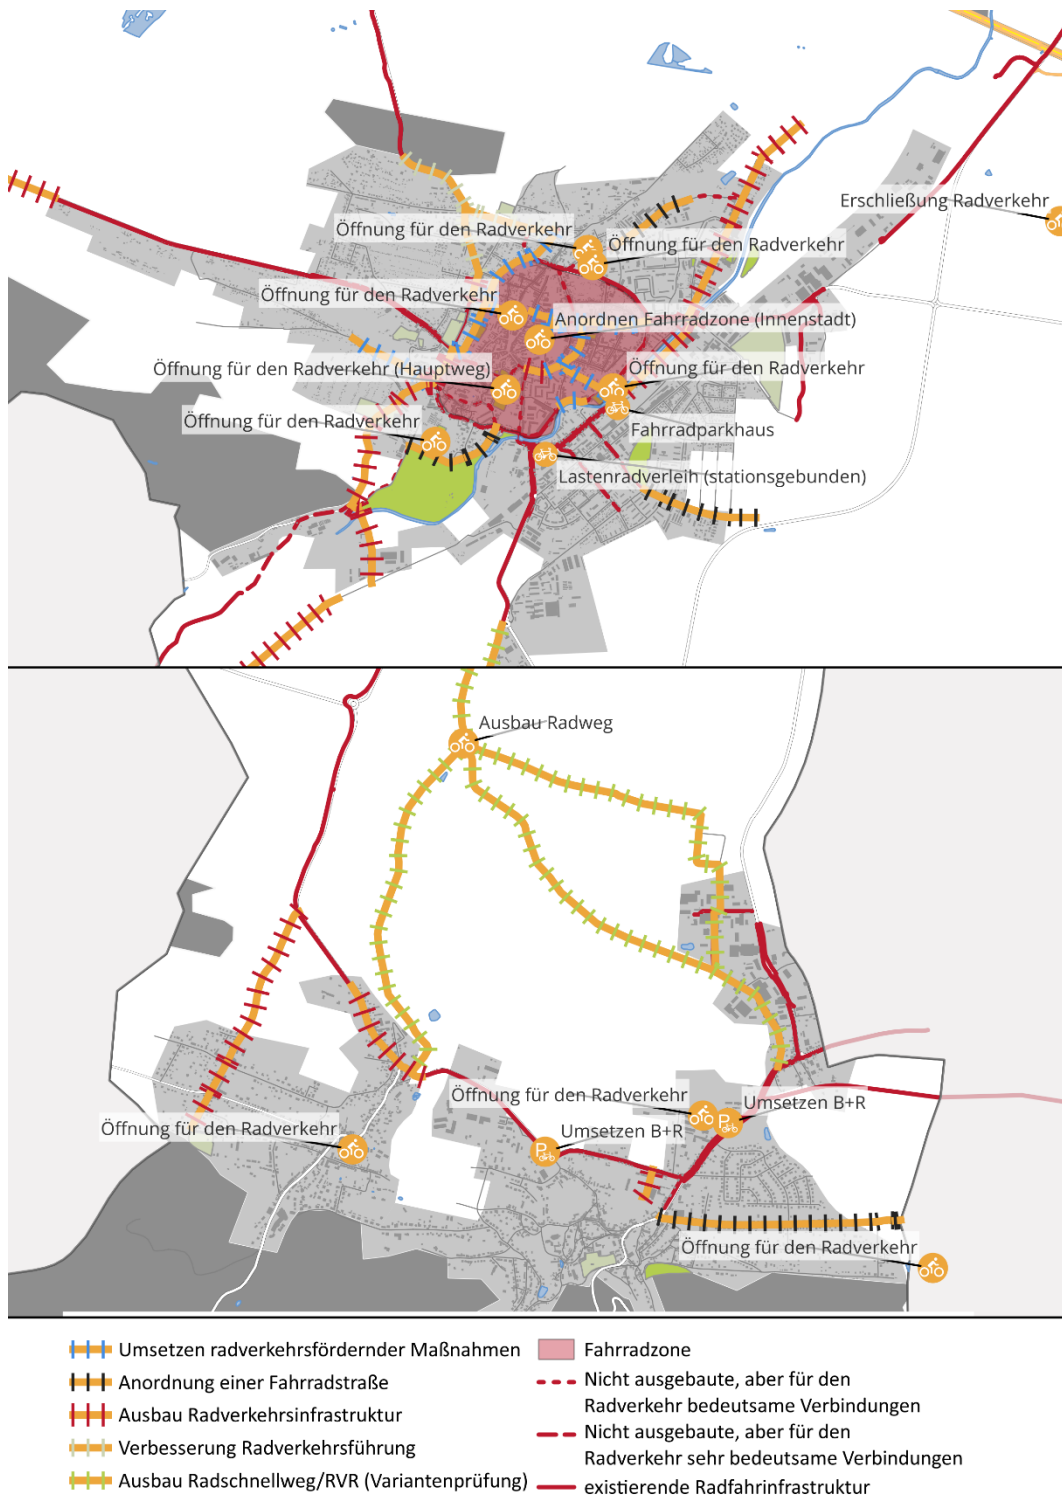 Erschließung Radverkehr
Öffnung für den Radverkehr
Öffnung für den Radverkehr
Öffnung für den Radverkehr
Anordnen Fahrradzone (Innenstadt)
Öffnung für den Radverkehr (Hauptweg)
Öffnung für den Radverkehr
Öffnung für den Radverkehr
Fahrradparkhaus
Lastenradverleih (stationsgebunden)
Ausbau Radweg
Öffnung für den Radverkehr
Umsetzen B+R
Öffnung für den Radverkehr
Umsetzen B+R
P
P
Öffnung für den Radverkehr
Umsetzen radverkehrsfördernder Maßnahmen
Anordnung einer Fahrradstraße
Ausbau Radverkehrsinfrastruktur
Verbesserung Radverkehrsführung
Ausbau Radschnellweg/RVR (Variantenprüfung)
Fahrradzone
Nicht ausgebaute, aber für den
Radverkehr bedeutsame Verbindungen
Nicht ausgebaute, aber für den
Radverkehr sehr bedeutsame Verbindungen
existierende Radfahrinfrastruktur